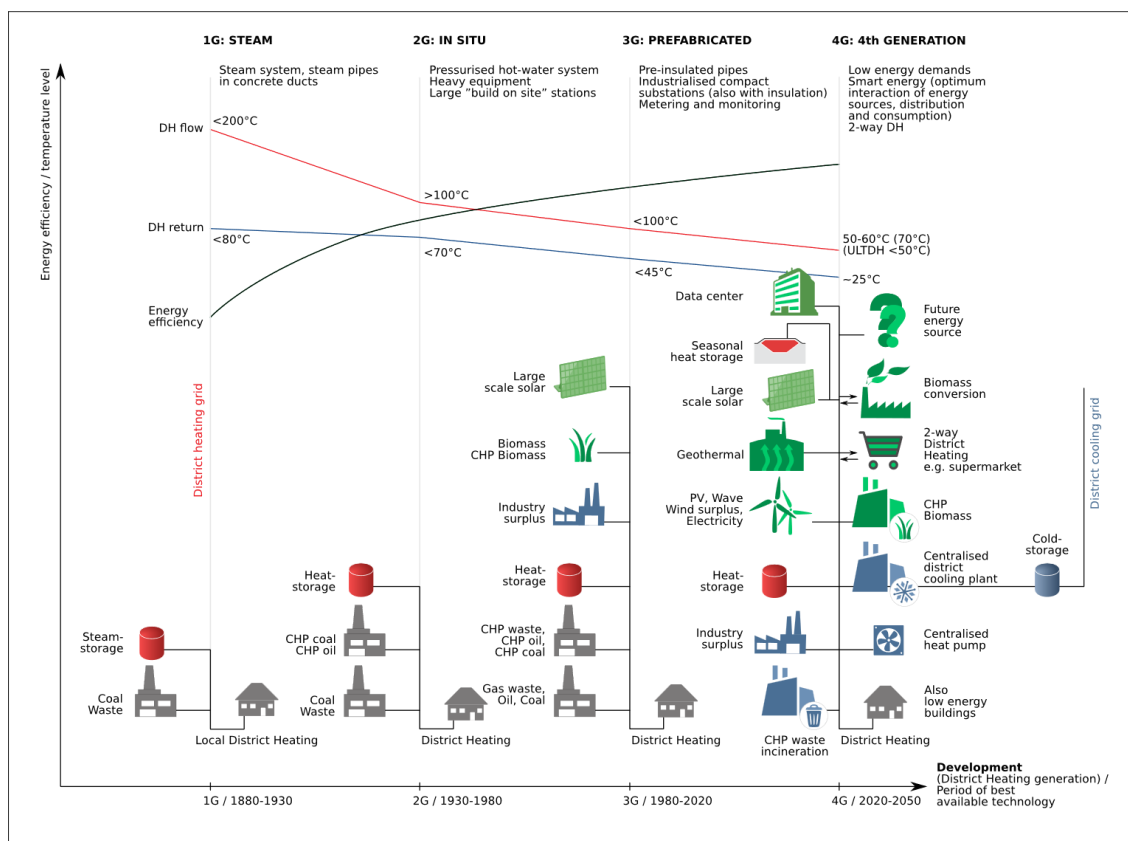 1G: STEAM
2G: IN SITU
3G: PREFABRICATED
4G: 4th GENERATION
Steam system, steam pipes
in concrete ducts
Pressurised hot-water system
Heavy equipment
Large “build on site” stations
Pre-insulated pipes
Industrialised compact
substations (also with insulation)
Metering and monitoring
Low energy demands
Smart energy (optimum
interaction of energy
sources, distribution
and consumption)
2-way DH
Energy efficiency / temperature level
DH flow
<200°C
>100°C
<100°C
50-60°C (70°C)
(ULTDH <50°C)
DH return
<80°C
<70°C
<45°C
~25°C
Energy
efficiency
District heating grid
Data center
Future
energy
source
Seasonal
heat storage
Large
scale solar
Large
scale solar
Biomass
conversion
Biomass
CHP Biomass
Geothermal
2-way
District
Heating
e.g. supermarket
District cooling grid
Industry
surplus
PV, Wave
Wind surplus,
Electricity
CHP
Biomass
Heat-
storage
Heat-
storage
Heat-
storage
Centralised
district
cooling plant
Cold-
storage
Steam-
storage
CHP coal
CHP oil
CHP waste,
CHP oil,
CHP coal
Industry
surplus
Centralised
heat pump
Coal
Waste
Coal
Waste
Gas waste,
Oil, Coal
CHP waste
incineration
Also
low energy
buildings
Local District Heating
District Heating
District Heating
District Heating
Development
(District Heating generation) /
Period of best
available technology
1G / 1880-1930
2G / 1930-1980
3G / 1980-2020
4G / 2020-2050